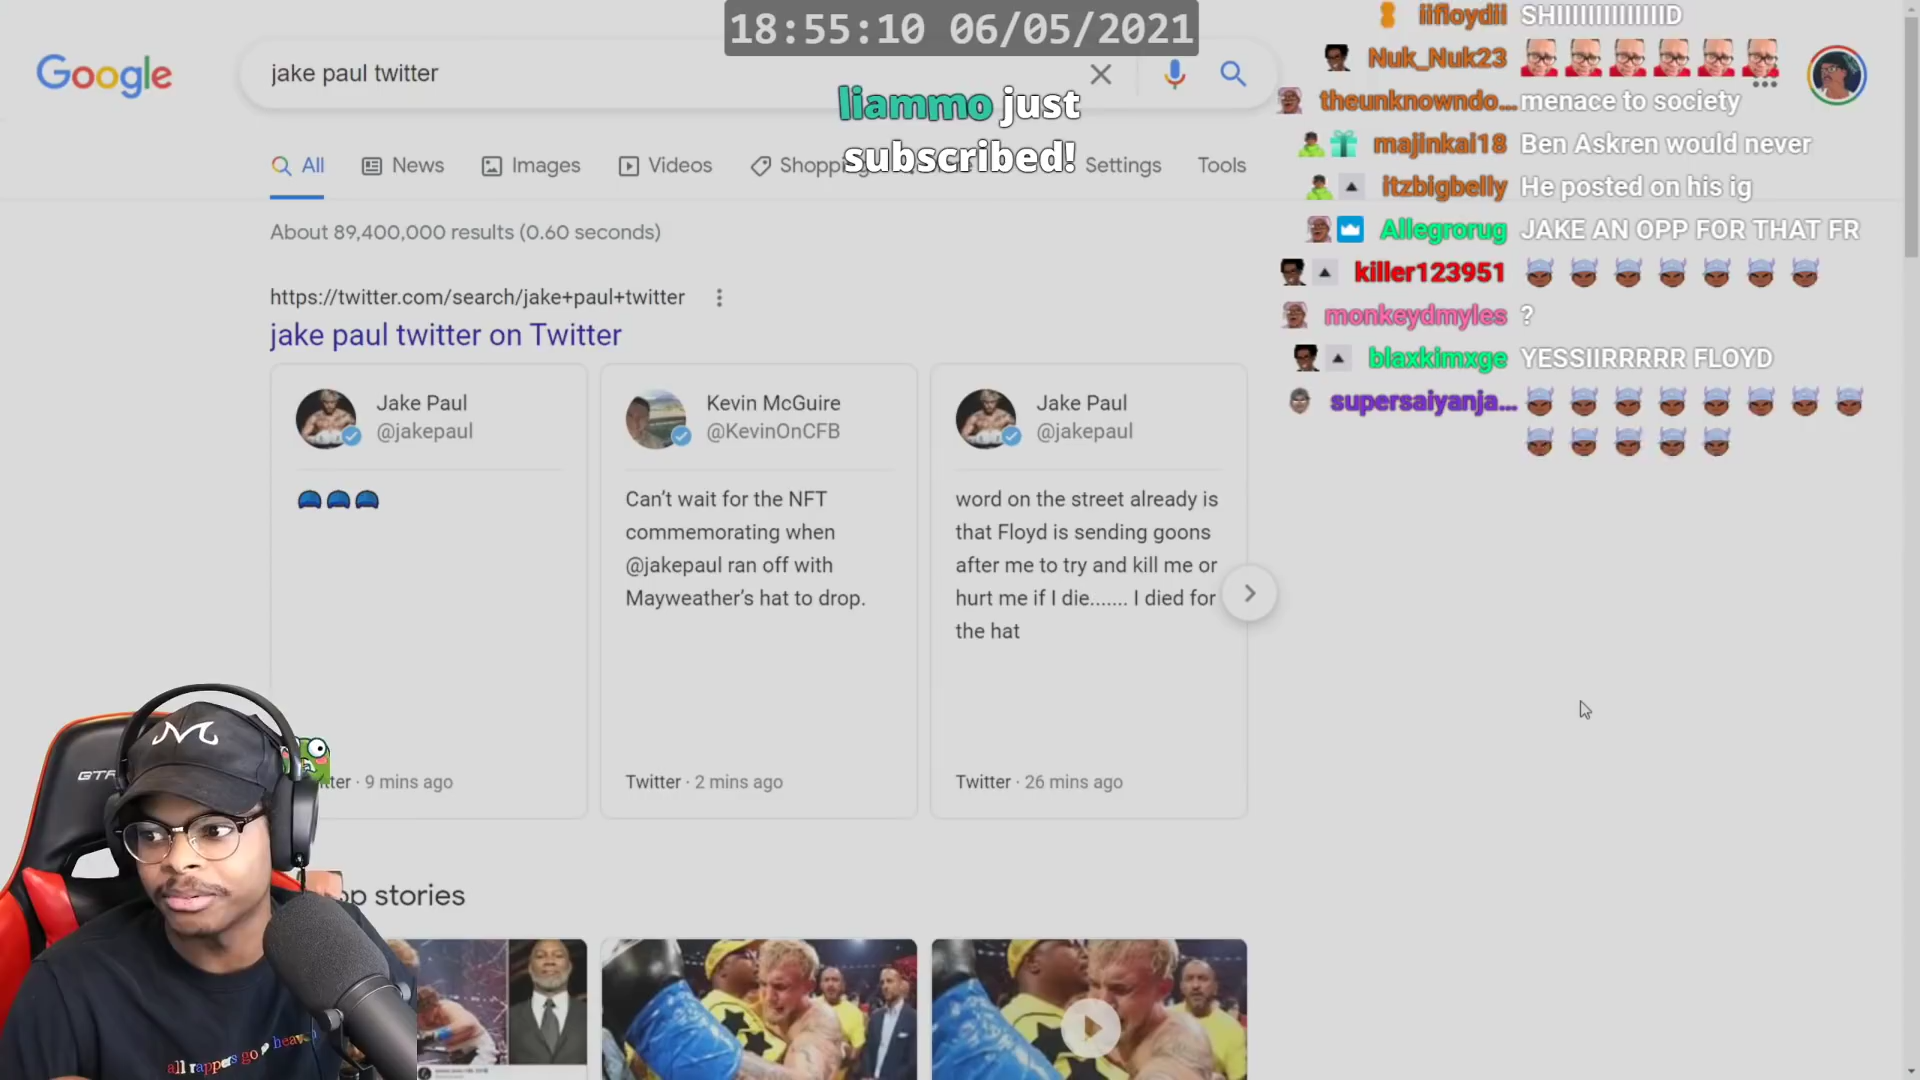 18:55:10 06/05/2021
Google
jake paul twitter
liammo just
subscribed!
All
News
Images
Videos
Settings
Tools
About 89,400,000 results (0.60 seconds)
https://twitter.com/search/jake+paul+twitter
jake paul twitter on Twitter
Jake Paul
@jakepaul
9 mins ago
Kevin McGuire
@KevinOnCFB
Can't wait for the NFT
commemorating when
@jakepaul ran off with
Mayweather's hat to drop.
Twitter · 2 mins ago
Jake Paul
@jakepaul
word on the street already is
that Floyd is sending goons
after me to try and kill me or
hurt me if I die....... I died for
the hat
Twitter · 26 mins ago
op stories
iifloydii SHIIIIIIIIIIIIIID
Nuk_Nuk23
theunknowndo... menace to society
majinkai18 Ben Askren would never
itzbigbelly He posted on his ig
Allegrorug JAKE AN OPP FOR THAT FR
killer123951
monkeydmyles ?
blaxkimxge YESSIIRRRRR FLOYD
supersaiyanja...
GTR
all rappers go to heaven